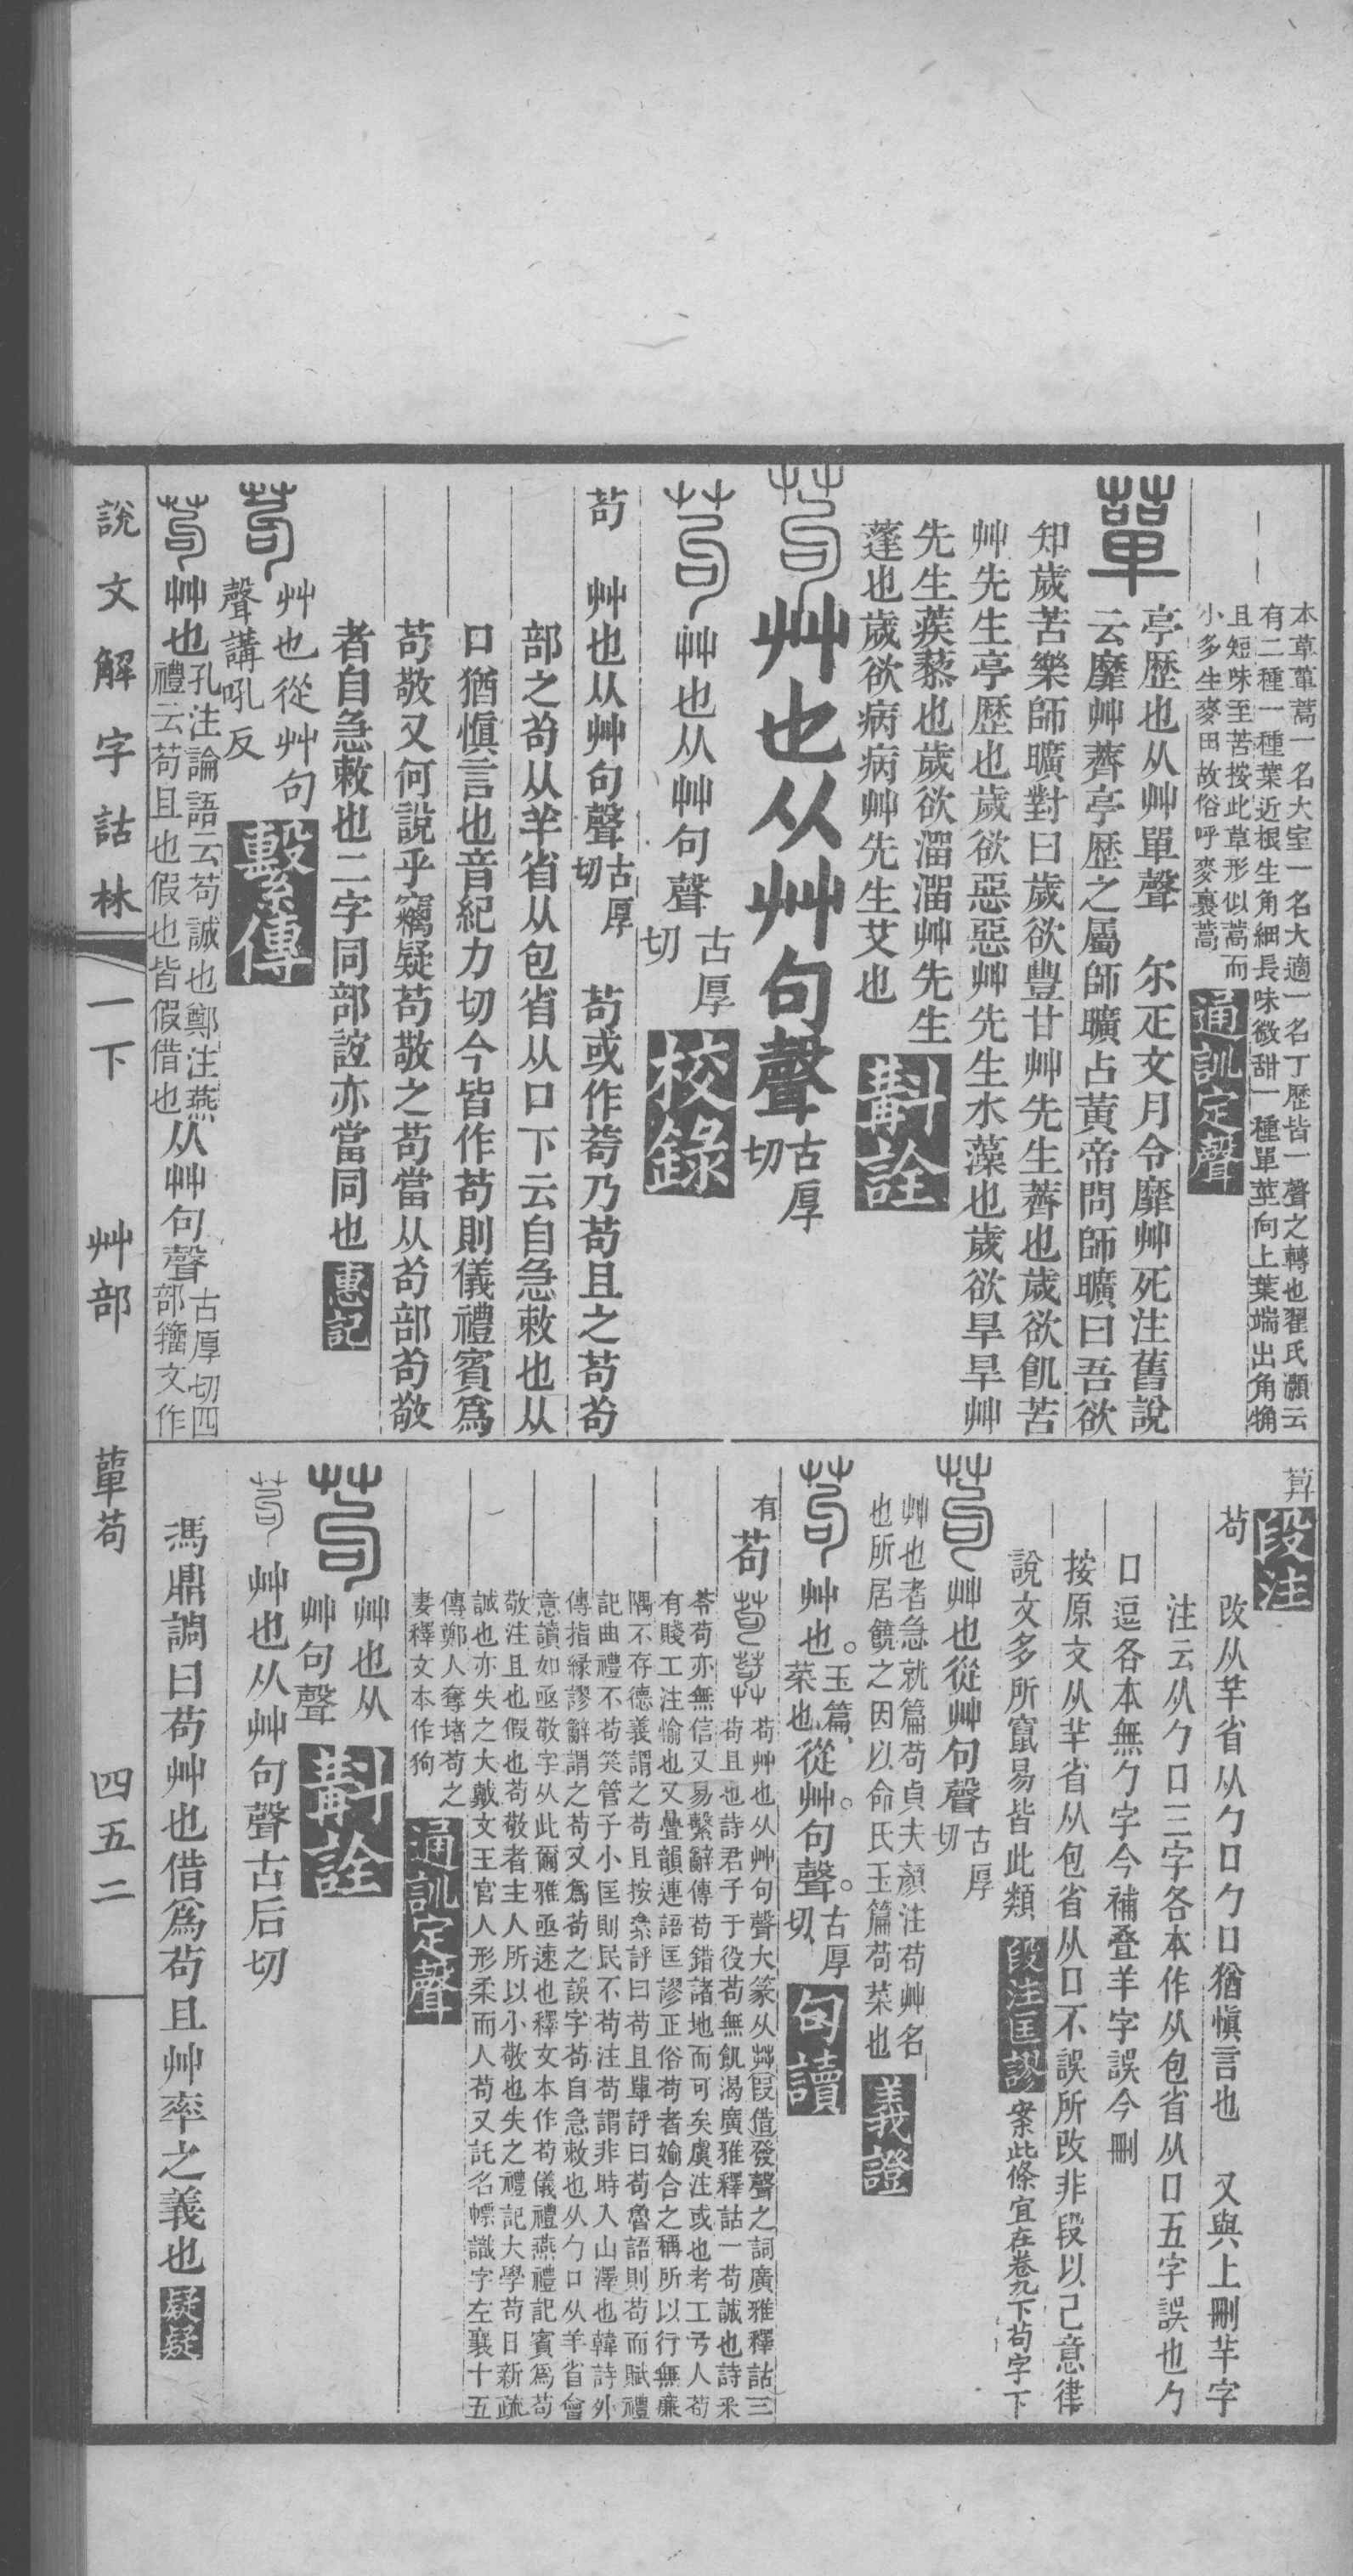 本草葶藶一名大室一名大適一名丁歷皆一聲之轉也翟氏灝云
有二種一種葉近根生角細長味微甜一種單莖向上葉端出角觕
且短味至苦按此草形似蒿而
小多生麥田故俗呼麥裏蒿
通訓定聲
亭歷也从艸單聲　尔疋文月令靡艸死注舊說
云靡艸薺亭歷之屬師曠占黃帝問師曠曰吾欲
知歲苦樂師曠對曰歲欲豊甘艸先生薺也歲欲飢苦
艸先生亭歷也歲欲惡惡艸先生水藻也歲欲旱旱艸
先生蒺藜也歲欲溜溜艸先生
蓬也歲欲病病艸先生艾也
斠詮
艸也从艸句聲古厚切
艸也从艸句聲古厚切
校錄
苟　艸也从艸句聲古厚切　苟或作蒟乃苟且之苟茍
部之茍从羊省从包省从口下云自急敕也从
口猶慎言也音紀力切今皆作苟則儀禮賓爲
苟敬又何說乎竊疑苟敬之苟當从茍部茍敬
者自急敕也二字同部誼亦當同也
惠記
艸也從艸句
聲講吼反
繫傳
艸也孔注論語云苟誠也鄭注燕
禮云苟且也假也皆假借也
从艸句聲古厚切四
部籀文作
𦱤
段注
苟　改从羋省从勹口勹口猶慎言也　又與上刪羋字
注云从勹口三字各本作从包省从口五字誤也勹
口逗各本無勹字今補疊羊字誤今刪
按原文从羋省从包省从口不誤所改非段以己意律
說文多所竄易皆此類
段注匡謬
案此條宜在卷九下茍字下
艸也從艸句聲古厚切
艸也者急就篇苟貞夫顏注苟艸名
也所居饒之因以命氏玉篇苟菜也
義證
艸也。玉篇、菜也、從艸。句聲。古厚切、
句讀
有
苟
苟艸也从艸句聲大篆从茻叚借發聲之詞廣雅釋詁三
苟且也詩君子于役苟無飢渴廣雅釋詁一苟誠也詩采
苓苟亦無信又易繫辭傳苟錯諸地而可矣虞注或也考工弓人苟
有賤工注愉也又疊韻連語匡謬正俗苟者媮合之稱所以行無廉
隅不存德義謂之苟且按絫評曰苟且單評曰苟魯語則苟而賦禮
記曲禮不苟笑管子小匡則民不苟注苟謂非時入山澤也韓詩外
傳指緣謬辭謂之苟又爲茍之誤字茍自急敕也从勹口从羊省會
意讀如亟敬字从此爾雅亟速也釋文本作茍儀禮燕禮記賓爲苟
敬注且也假也苟敬者主人所以小敬也失之禮記大學苟日新疏
誠也亦失之大戴文王官人形柔而人苟又託名幖識字左襄十五
傳鄭人奪堵苟之
妻釋文本作狗
通訓定聲
艸也从
艸句聲
斠詮
艸也从艸句聲古后切
馮鼎調曰苟艸也借爲苟且艸率之義也
疑疑
說文解字詁林
一下
艸部
蕇苟
四五二